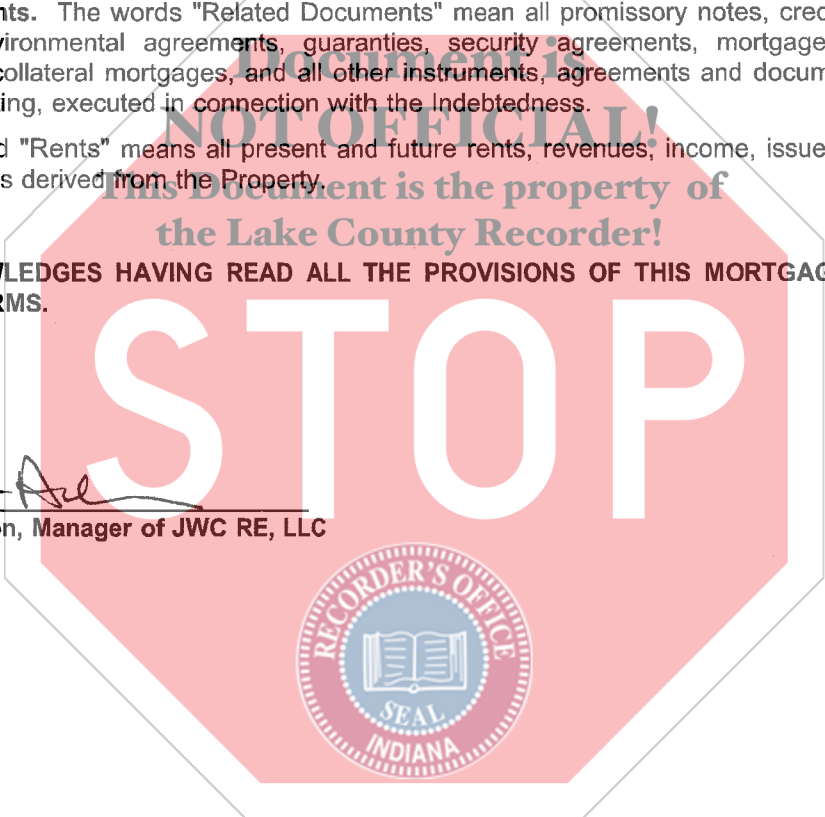 nts. The words "Related Documents" mean all promissory notes, cred
vironmental agreements, guaranties, security agreements, mortgage
collateral mortgages, and all other instruments, agreements and docum
ing, executed in connection with the Indebtedness.
d "Rents" means all present and future rents, revenues, income, issue
s derived from the Property.
Document is
NOT OFFICIAL!
This Document is the property of
the Lake County Recorder!
WLEDGES HAVING READ ALL THE PROVISIONS OF THIS MORTGAG
RMS.
STOP
on, Manager of JWC RE, LLC
RECORDER'S OFFICE
SEAL
INDIANA